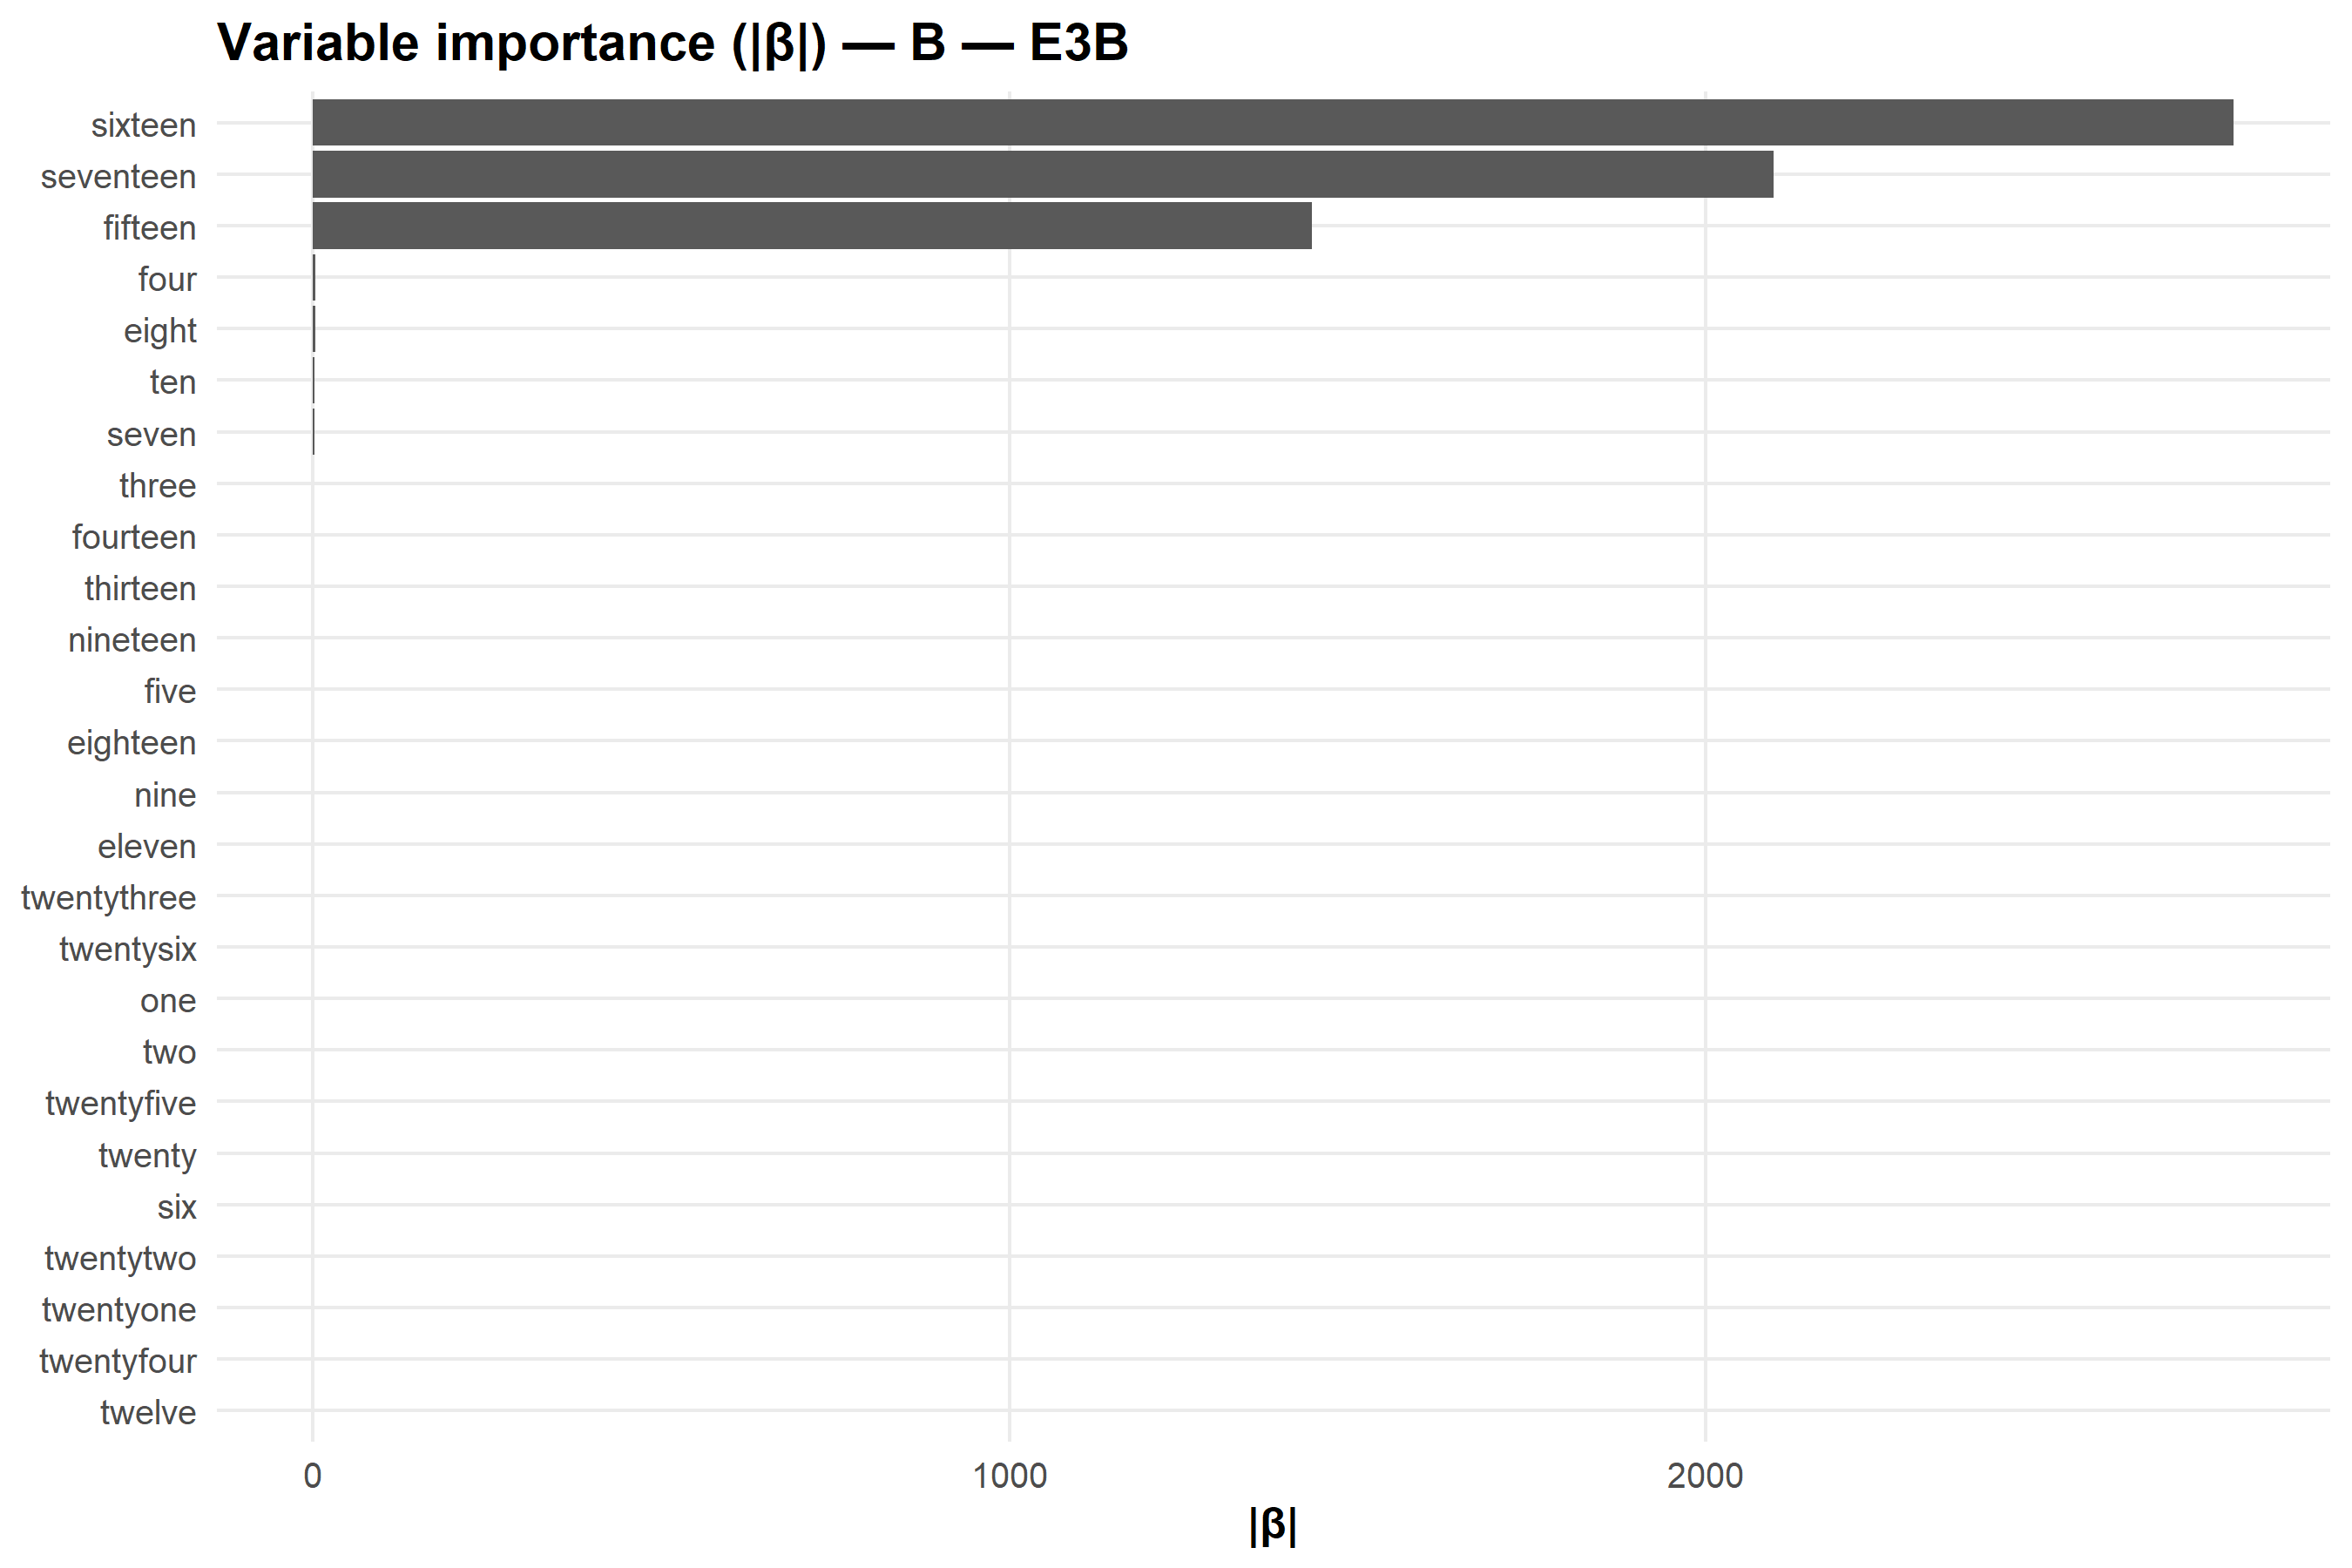 Variable importance (|β|) — B — E3B
sixteen
seventeen
fifteen
four
eight
ten
seven
three
fourteen
thirteen
nineteen
five
eighteen
nine
eleven
twentythree
twentysix
one
two
twentyfive
twenty
six
twentytwo
twentyone
twentyfour
twelve
0 1000 2000
|β|